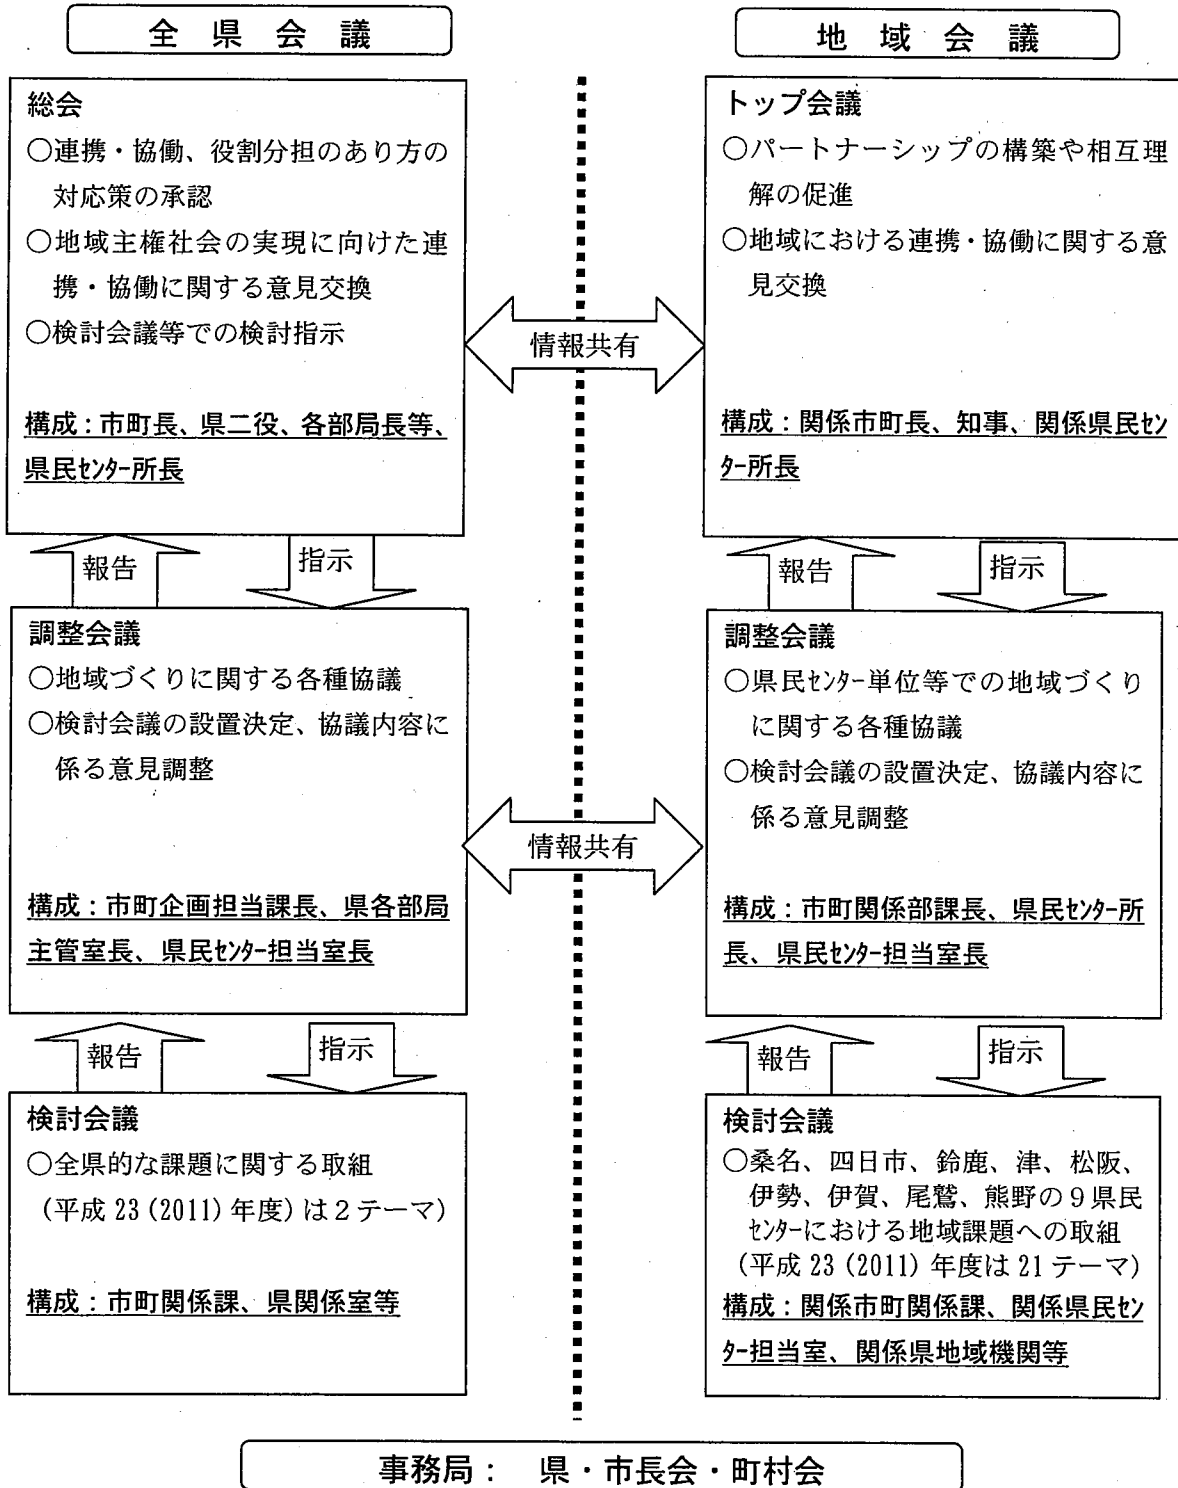 全県会議
総会
○連携・協働、役割分担のあり方の
対応策の承認
○地域主権社会の実現に向けた連
携・協働に関する意見交換
○検討会議等での検討指示
構成：市町長、県二役、各部局長等、
県民ｾﾝﾀｰ所長
報告
指示
調整会議
○地域づくりに関する各種協議
○検討会議の設置決定、協議内容に
係る意見調整
構成：市町企画担当課長、県各部局
主管室長、県民ｾﾝﾀｰ担当室長
報告
指示
検討会議
○全県的な課題に関する取組
（平成 23 (2011) 年度）は２テーマ）
構成：市町関係課、県関係室等
情報共有
情報共有
地域会議
トップ会議
○パートナーシップの構築や相互理
解の促進
○地域における連携・協働に関する意
見交換
構成：関係市町長、知事、関係県民ｾﾝ
ﾀｰ所長
報告
指示
調整会議
○県民ｾﾝﾀｰ単位等での地域づくり
に関する各種協議
○検討会議の設置決定、協議内容に
係る意見調整
構成：市町関係部課長、県民ｾﾝﾀｰ所
長、県民ｾﾝﾀｰ担当室長
報告
指示
検討会議
○桑名、四日市、鈴鹿、津、松阪、
伊勢、伊賀、尾鷲、熊野の９県民
ｾﾝﾀｰにおける地域課題への取組
（平成 23 (2011) 年度は 21 テーマ）
構成：関係市町関係課、関係県民ｾﾝ
ﾀｰ担当室、関係県地域機関等
事務局：　県・市長会・町村会